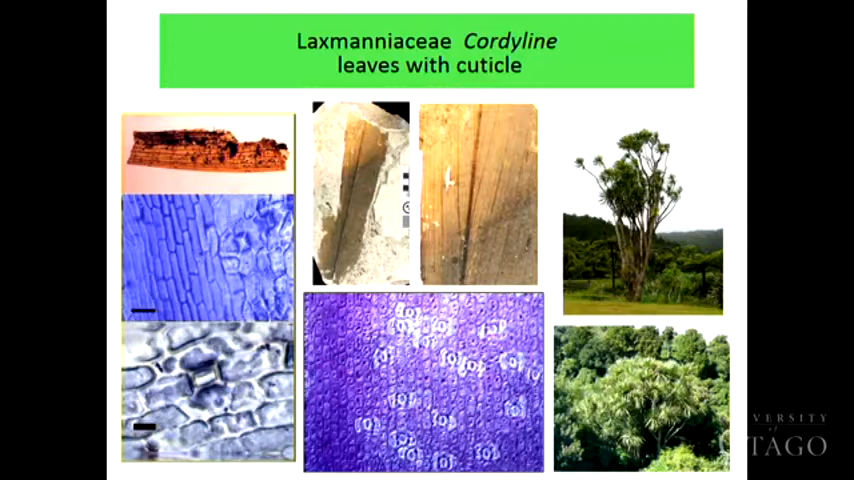 Laxmanniaceae Cordyline
leaves with cuticle
VERSITY
of
TAGO